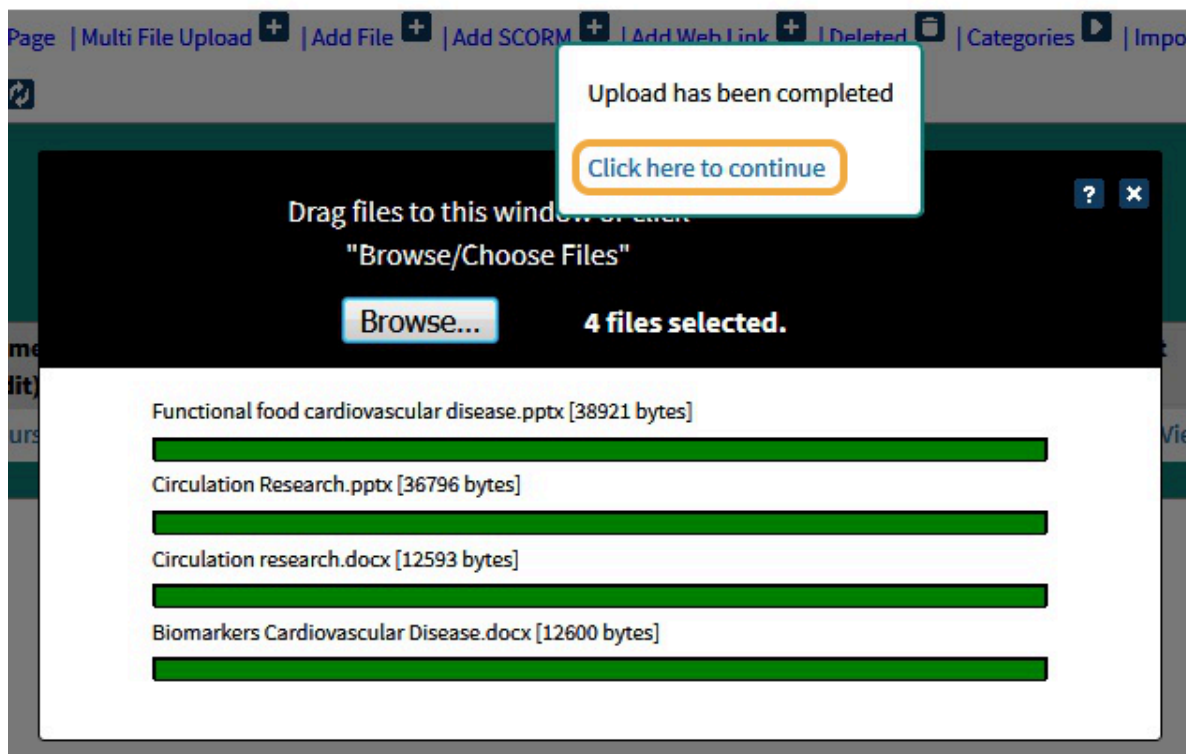 Page | Multi File Upload | Add File | Add SCORM | Add Web Link | Deleted | Categories | Impo
Upload has been completed
Click here to continue
Drag files to this window or click
"Browse/Choose Files"
? ×
Browse... 4 files selected.
Functional food cardiovascular disease.pptx [38921 bytes]
Circulation Research.pptx [36796 bytes]
Circulation research.docx [12593 bytes]
Biomarkers Cardiovascular Disease.docx [12600 bytes]